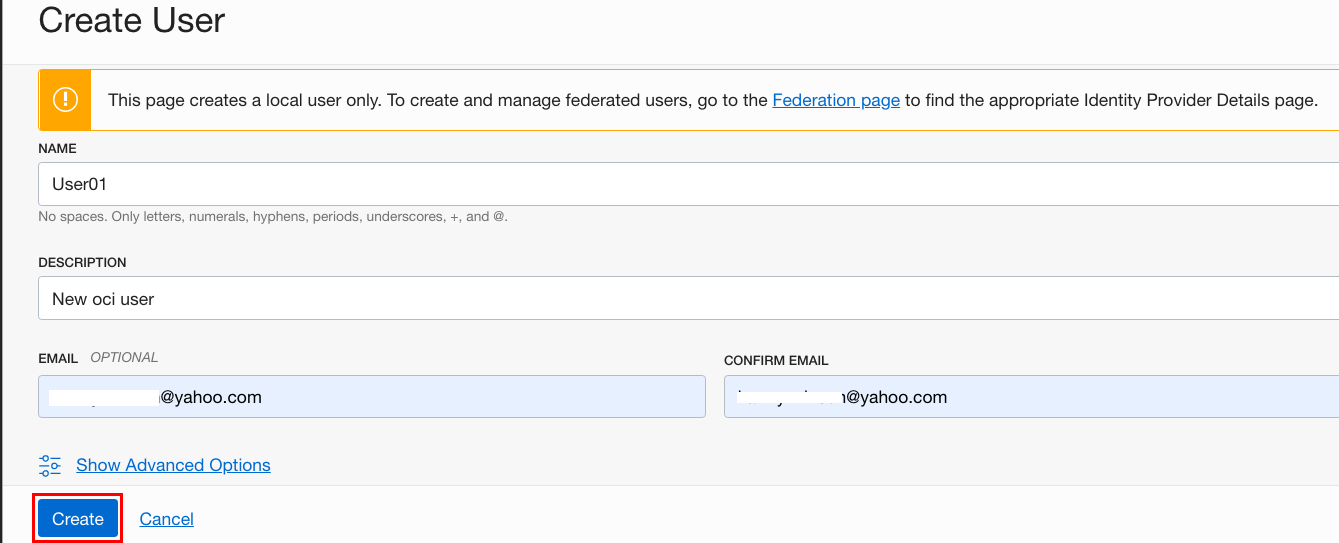 Create User
This page creates a local user only. To create and manage federated users, go to the Federation page to find the appropriate Identity Provider Details page.
NAME
User01
No spaces. Only letters, numerals, hyphens, periods, underscores, +, and @.
DESCRIPTION
New oci user
EMAIL OPTIONAL
CONFIRM EMAIL
@yahoo.com
@yahoo.com
Show Advanced Options
Create Cancel